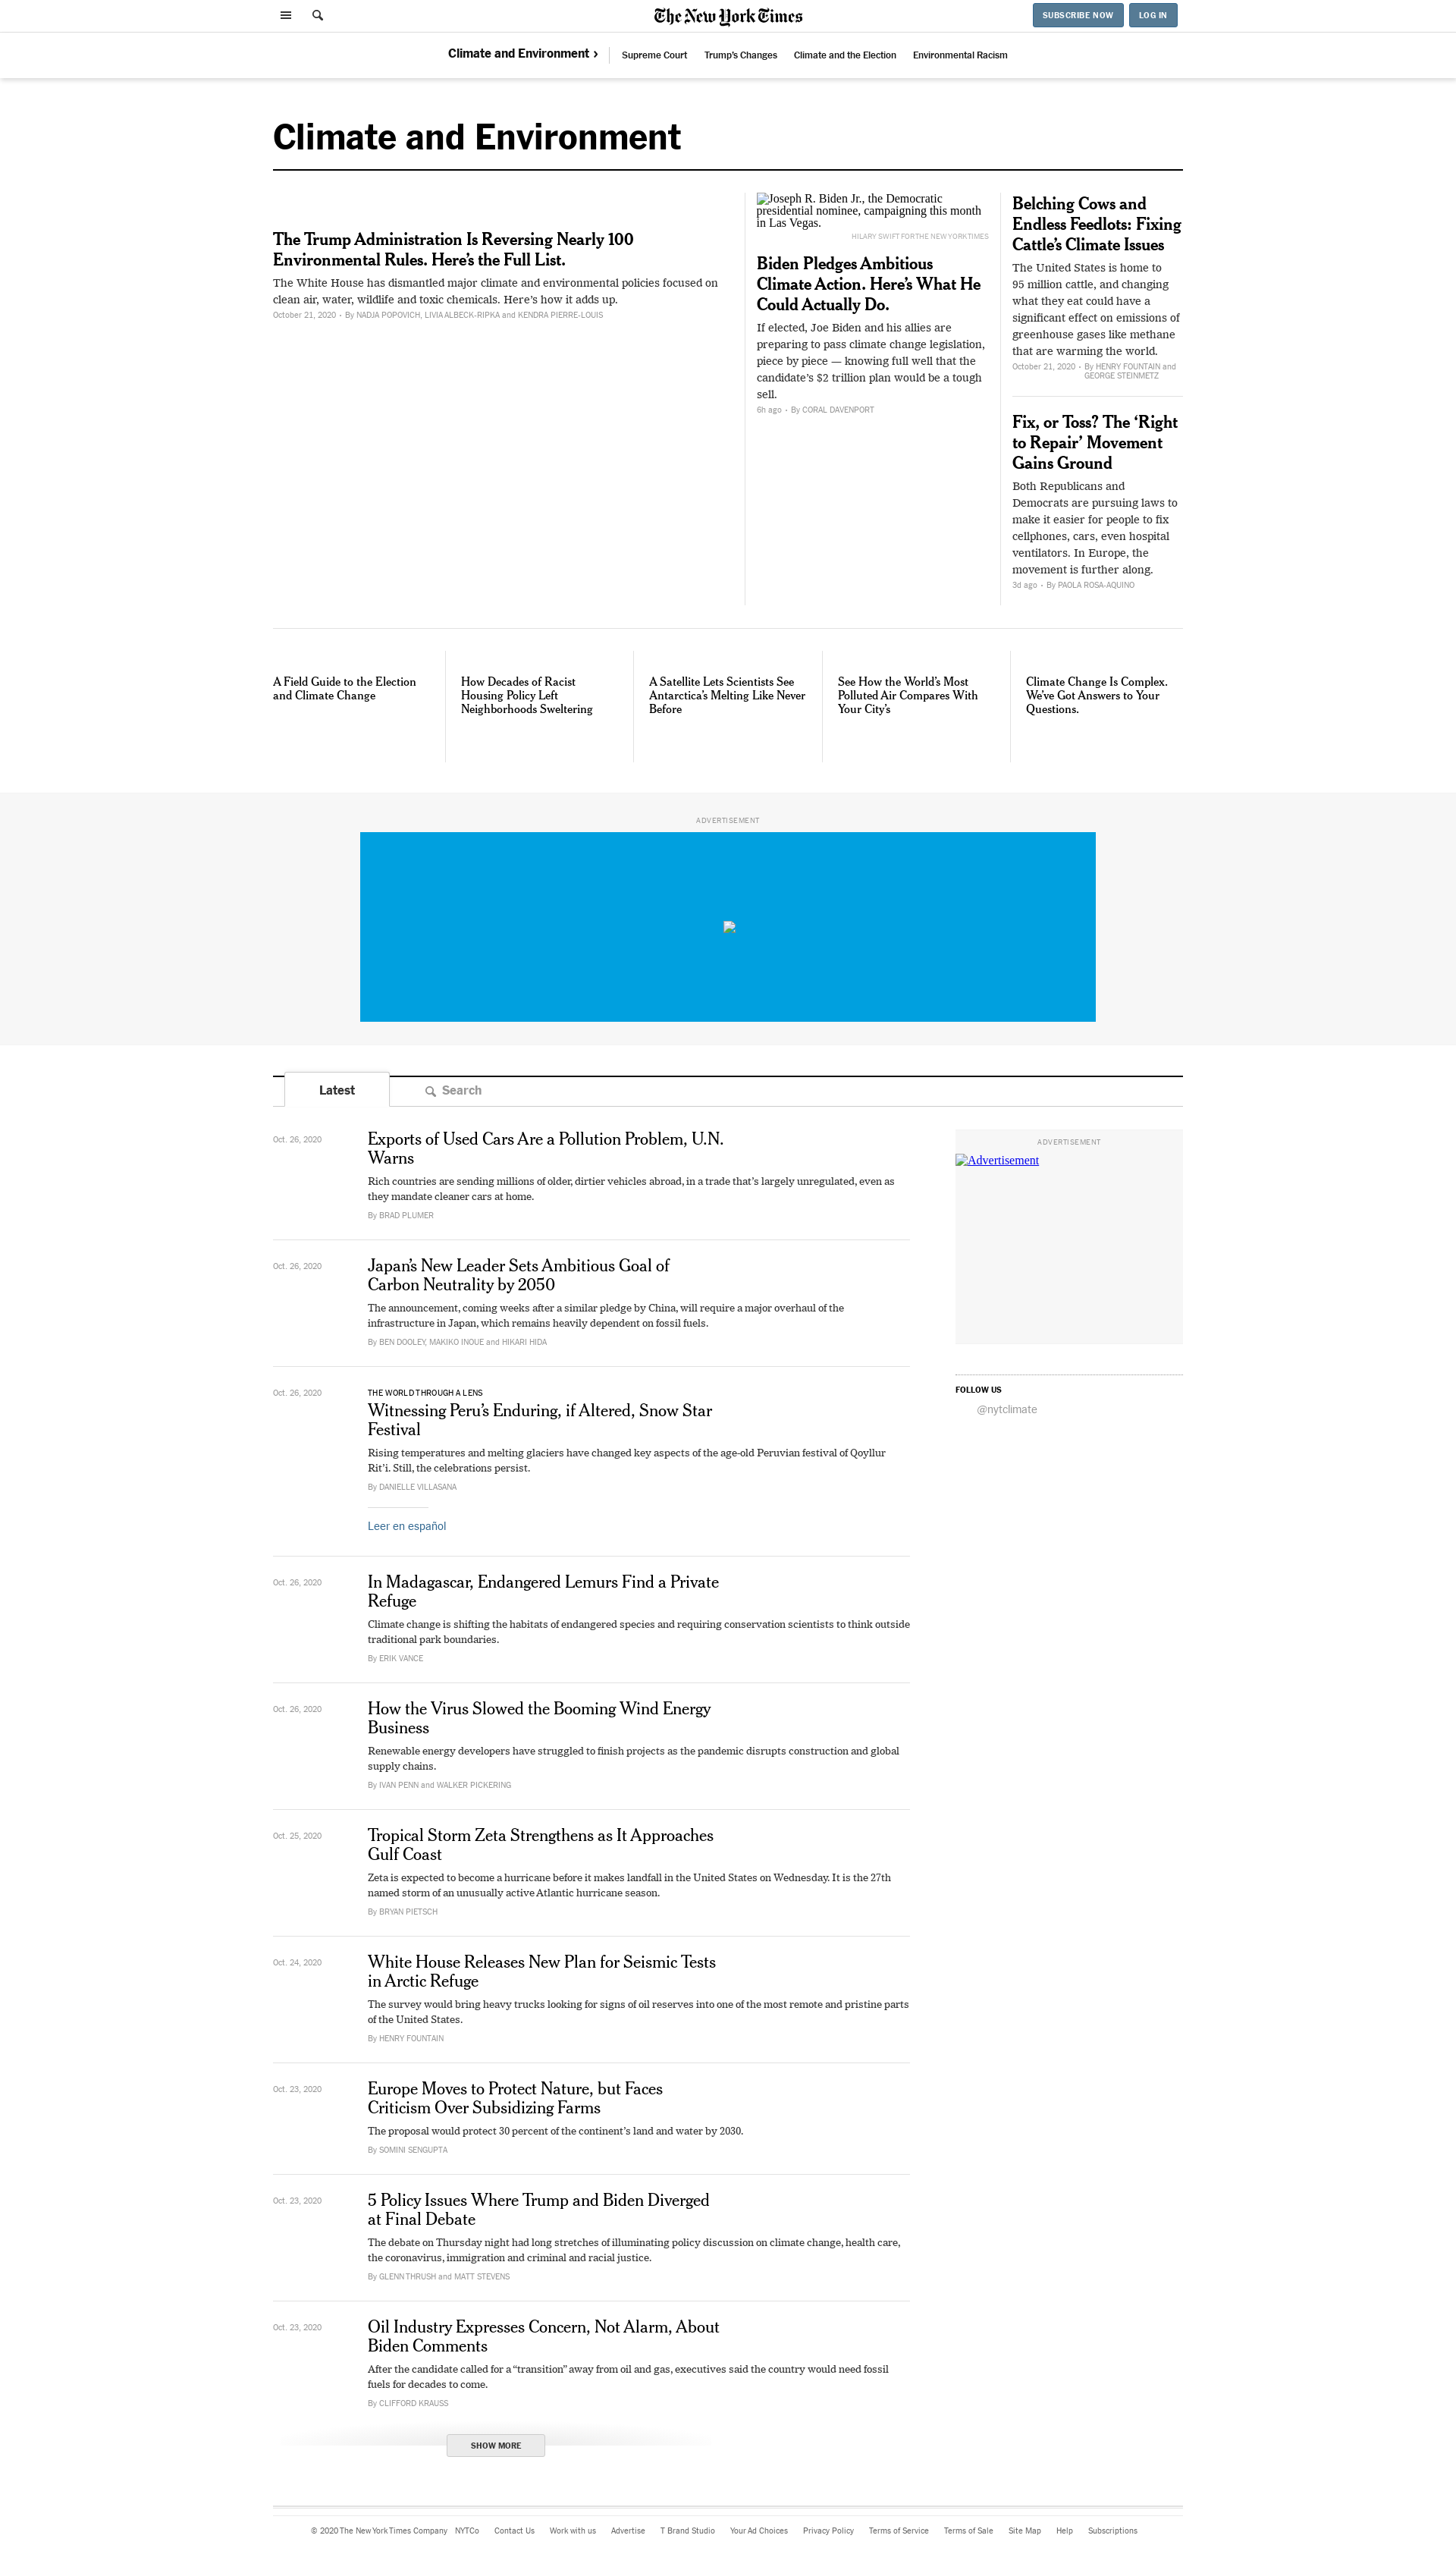 The New York Times
SUBSCRIBE NOW
LOG IN
Climate and Environment ›
Supreme Court
Trump's Changes
Climate and the Election
Environmental Racism
Climate and Environment
The Trump Administration Is Reversing Nearly 100
Environmental Rules. Here's the Full List.
The White House has dismantled major climate and environmental policies focused on
clean air, water, wildlife and toxic chemicals. Here's how it adds up.
October 21, 2020 • By NADJA POPOVICH, LIVIA ALBECK-RIPKA and KENDRA PIERRE-LOUIS
Joseph R. Biden Jr., the Democratic
presidential nominee, campaigning this month
in Las Vegas.
HILARY SWIFT FOR THE NEW YORK TIMES
Biden Pledges Ambitious
Climate Action. Here's What He
Could Actually Do.
If elected, Joe Biden and his allies are
preparing to pass climate change legislation,
piece by piece — knowing full well that the
candidate's $2 trillion plan would be a tough
sell.
6h ago • By CORAL DAVENPORT
Belching Cows and
Endless Feedlots: Fixing
Cattle's Climate Issues
The United States is home to
95 million cattle, and changing
what they eat could have a
significant effect on emissions of
greenhouse gases like methane
that are warming the world.
October 21, 2020 • By HENRY FOUNTAIN and
GEORGE STEINMETZ
Fix, or Toss? The 'Right
to Repair' Movement
Gains Ground
Both Republicans and
Democrats are pursuing laws to
make it easier for people to fix
cellphones, cars, even hospital
ventilators. In Europe, the
movement is further along.
3d ago • By PAOLA ROSA-AQUINO
A Field Guide to the Election
and Climate Change
How Decades of Racist
Housing Policy Left
Neighborhoods Sweltering
A Satellite Lets Scientists See
Antarctica's Melting Like Never
Before
See How the World's Most
Polluted Air Compares With
Your City's
Climate Change Is Complex.
We've Got Answers to Your
Questions.
ADVERTISEMENT
Latest
Search
Oct. 26, 2020
Exports of Used Cars Are a Pollution Problem, U.N.
Warns
Rich countries are sending millions of older, dirtier vehicles abroad, in a trade that's largely unregulated, even as
they mandate cleaner cars at home.
By BRAD PLUMER
Oct. 26, 2020
Japan's New Leader Sets Ambitious Goal of
Carbon Neutrality by 2050
The announcement, coming weeks after a similar pledge by China, will require a major overhaul of the
infrastructure in Japan, which remains heavily dependent on fossil fuels.
By BEN DOOLEY, MAKIKO INOUE and HIKARI HIDA
Oct. 26, 2020
THE WORLD THROUGH A LENS
Witnessing Peru's Enduring, if Altered, Snow Star
Festival
Rising temperatures and melting glaciers have changed key aspects of the age-old Peruvian festival of Qoyllur
Rit'i. Still, the celebrations persist.
By DANIELLE VILLASANA
Leer en español
Oct. 26, 2020
In Madagascar, Endangered Lemurs Find a Private
Refuge
Climate change is shifting the habitats of endangered species and requiring conservation scientists to think outside
traditional park boundaries.
By ERIK VANCE
Oct. 26, 2020
How the Virus Slowed the Booming Wind Energy
Business
Renewable energy developers have struggled to finish projects as the pandemic disrupts construction and global
supply chains.
By IVAN PENN and WALKER PICKERING
Oct. 25, 2020
Tropical Storm Zeta Strengthens as It Approaches
Gulf Coast
Zeta is expected to become a hurricane before it makes landfall in the United States on Wednesday. It is the 27th
named storm of an unusually active Atlantic hurricane season.
By BRYAN PIETSCH
Oct. 24, 2020
White House Releases New Plan for Seismic Tests
in Arctic Refuge
The survey would bring heavy trucks looking for signs of oil reserves into one of the most remote and pristine parts
of the United States.
By HENRY FOUNTAIN
Oct. 23, 2020
Europe Moves to Protect Nature, but Faces
Criticism Over Subsidizing Farms
The proposal would protect 30 percent of the continent's land and water by 2030.
By SOMINI SENGUPTA
Oct. 23, 2020
5 Policy Issues Where Trump and Biden Diverged
at Final Debate
The debate on Thursday night had long stretches of illuminating policy discussion on climate change, health care,
the coronavirus, immigration and criminal and racial justice.
By GLENN THRUSH and MATT STEVENS
Oct. 23, 2020
Oil Industry Expresses Concern, Not Alarm, About
Biden Comments
After the candidate called for a "transition" away from oil and gas, executives said the country would need fossil
fuels for decades to come.
By CLIFFORD KRAUSS
SHOW MORE
ADVERTISEMENT
Advertisement
FOLLOW US
@nytclimate
© 2020 The New York Times Company
NYTCo
Contact Us
Work with us
Advertise
T Brand Studio
Your Ad Choices
Privacy Policy
Terms of Service
Terms of Sale
Site Map
Help
Subscriptions